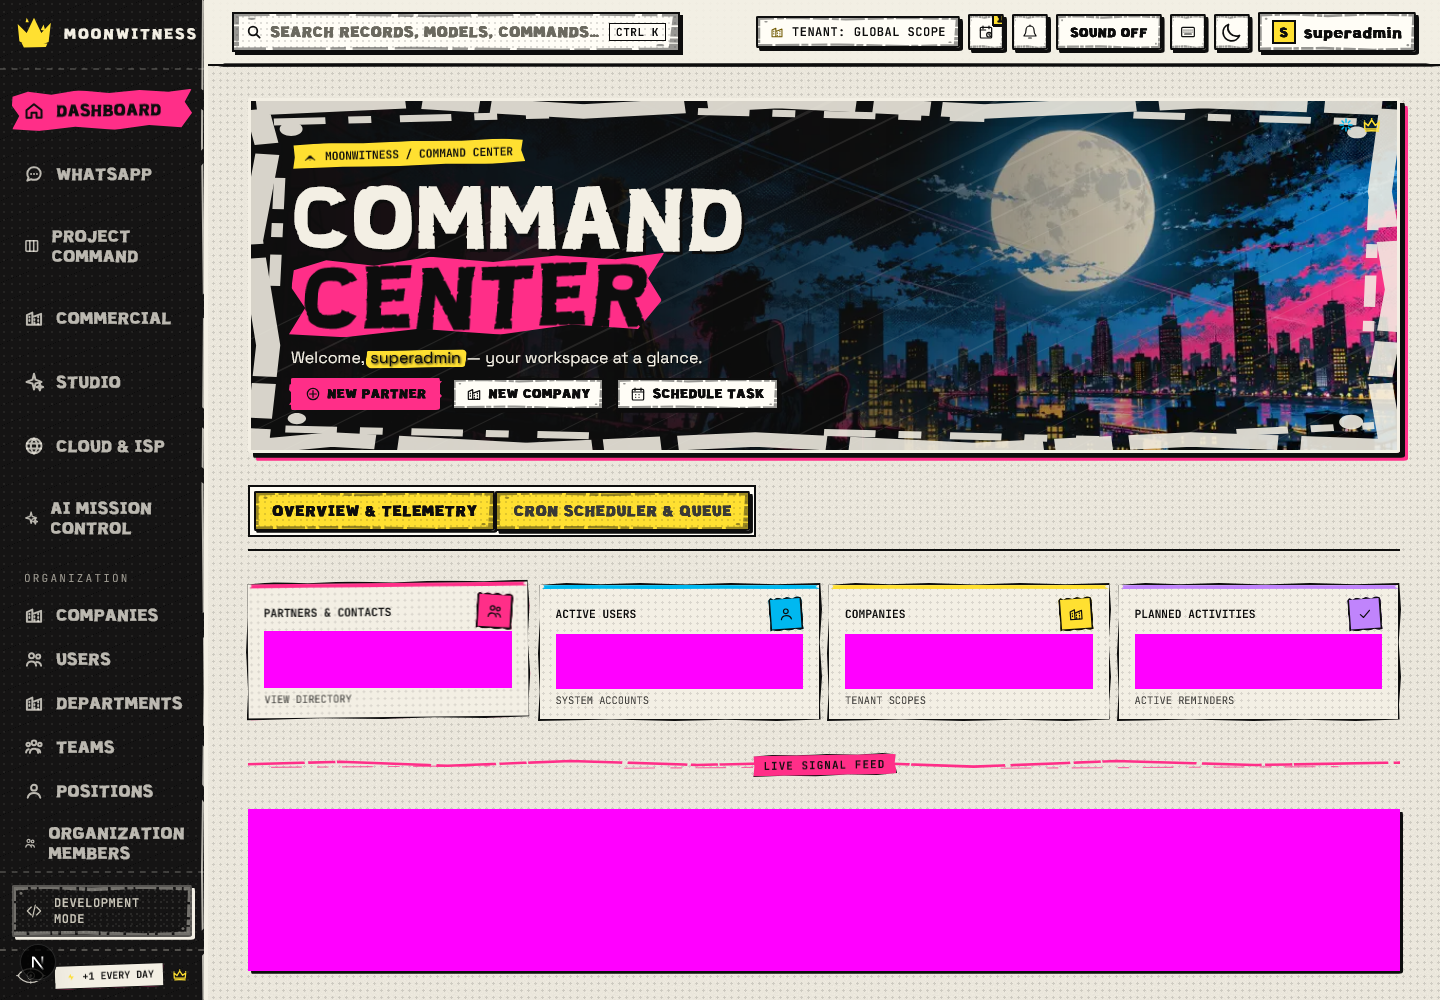 MOONWITNESS
SEARCH RECORDS, MODELS, COMMANDS...
CTRL K
TENANT: GLOBAL SCOPE
SOUND OFF
S
superadmin
DASHBOARD
WHATSAPP
PROJECT
COMMAND
COMMERCIAL
STUDIO
CLOUD & ISP
AI MISSION
CONTROL
ORGANIZATION
COMPANIES
USERS
DEPARTMENTS
TEAMS
POSITIONS
ORGANIZATION
MEMBERS
DEVELOPMENT
MODE
N
+1 EVERY DAY
MOONWITNESS / COMMAND CENTER
COMMAND
CENTER
Welcome, superadmin — your workspace at a glance.
NEW PARTNER
NEW COMPANY
SCHEDULE TASK
OVERVIEW & TELEMETRY
CRON SCHEDULER & QUEUE
PARTNERS & CONTACTS
VIEW DIRECTORY
ACTIVE USERS
SYSTEM ACCOUNTS
COMPANIES
TENANT SCOPES
PLANNED ACTIVITIES
ACTIVE REMINDERS
LIVE SIGNAL FEED